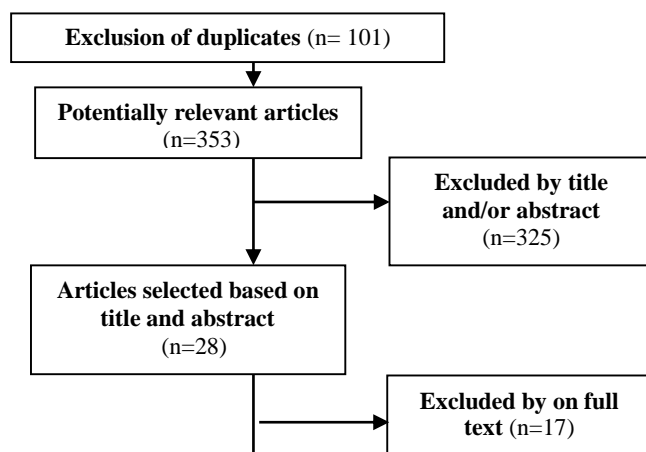 Exclusion of duplicates (n= 101)
Potentially relevant articles
(n=353)
Excluded by title
and/or abstract
(n=325)
Articles selected based on
title and abstract
(n=28)
Excluded by on full
text (n=17)